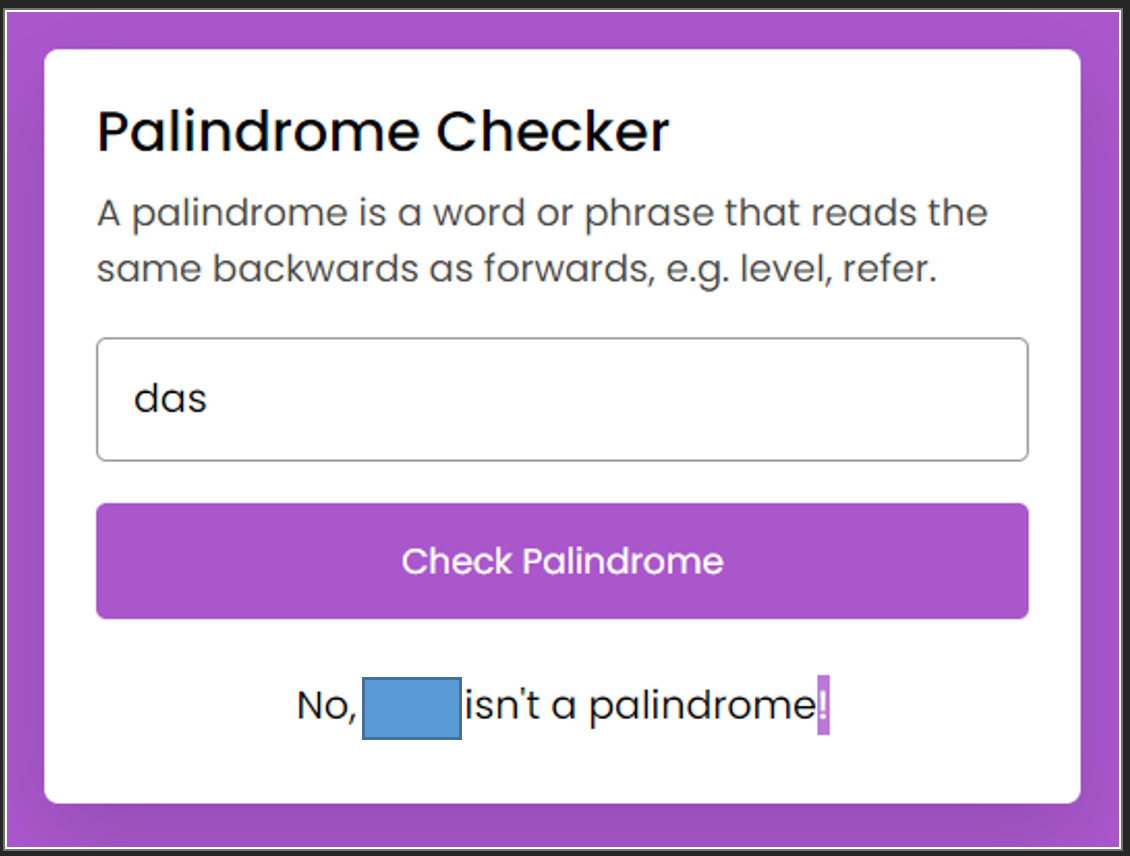 Palindrome Checker
A palindrome is a word or phrase that reads the
same backwards as forwards, e.g. level, refer.
das
Check Palindrome
No, isn't a palindrome!